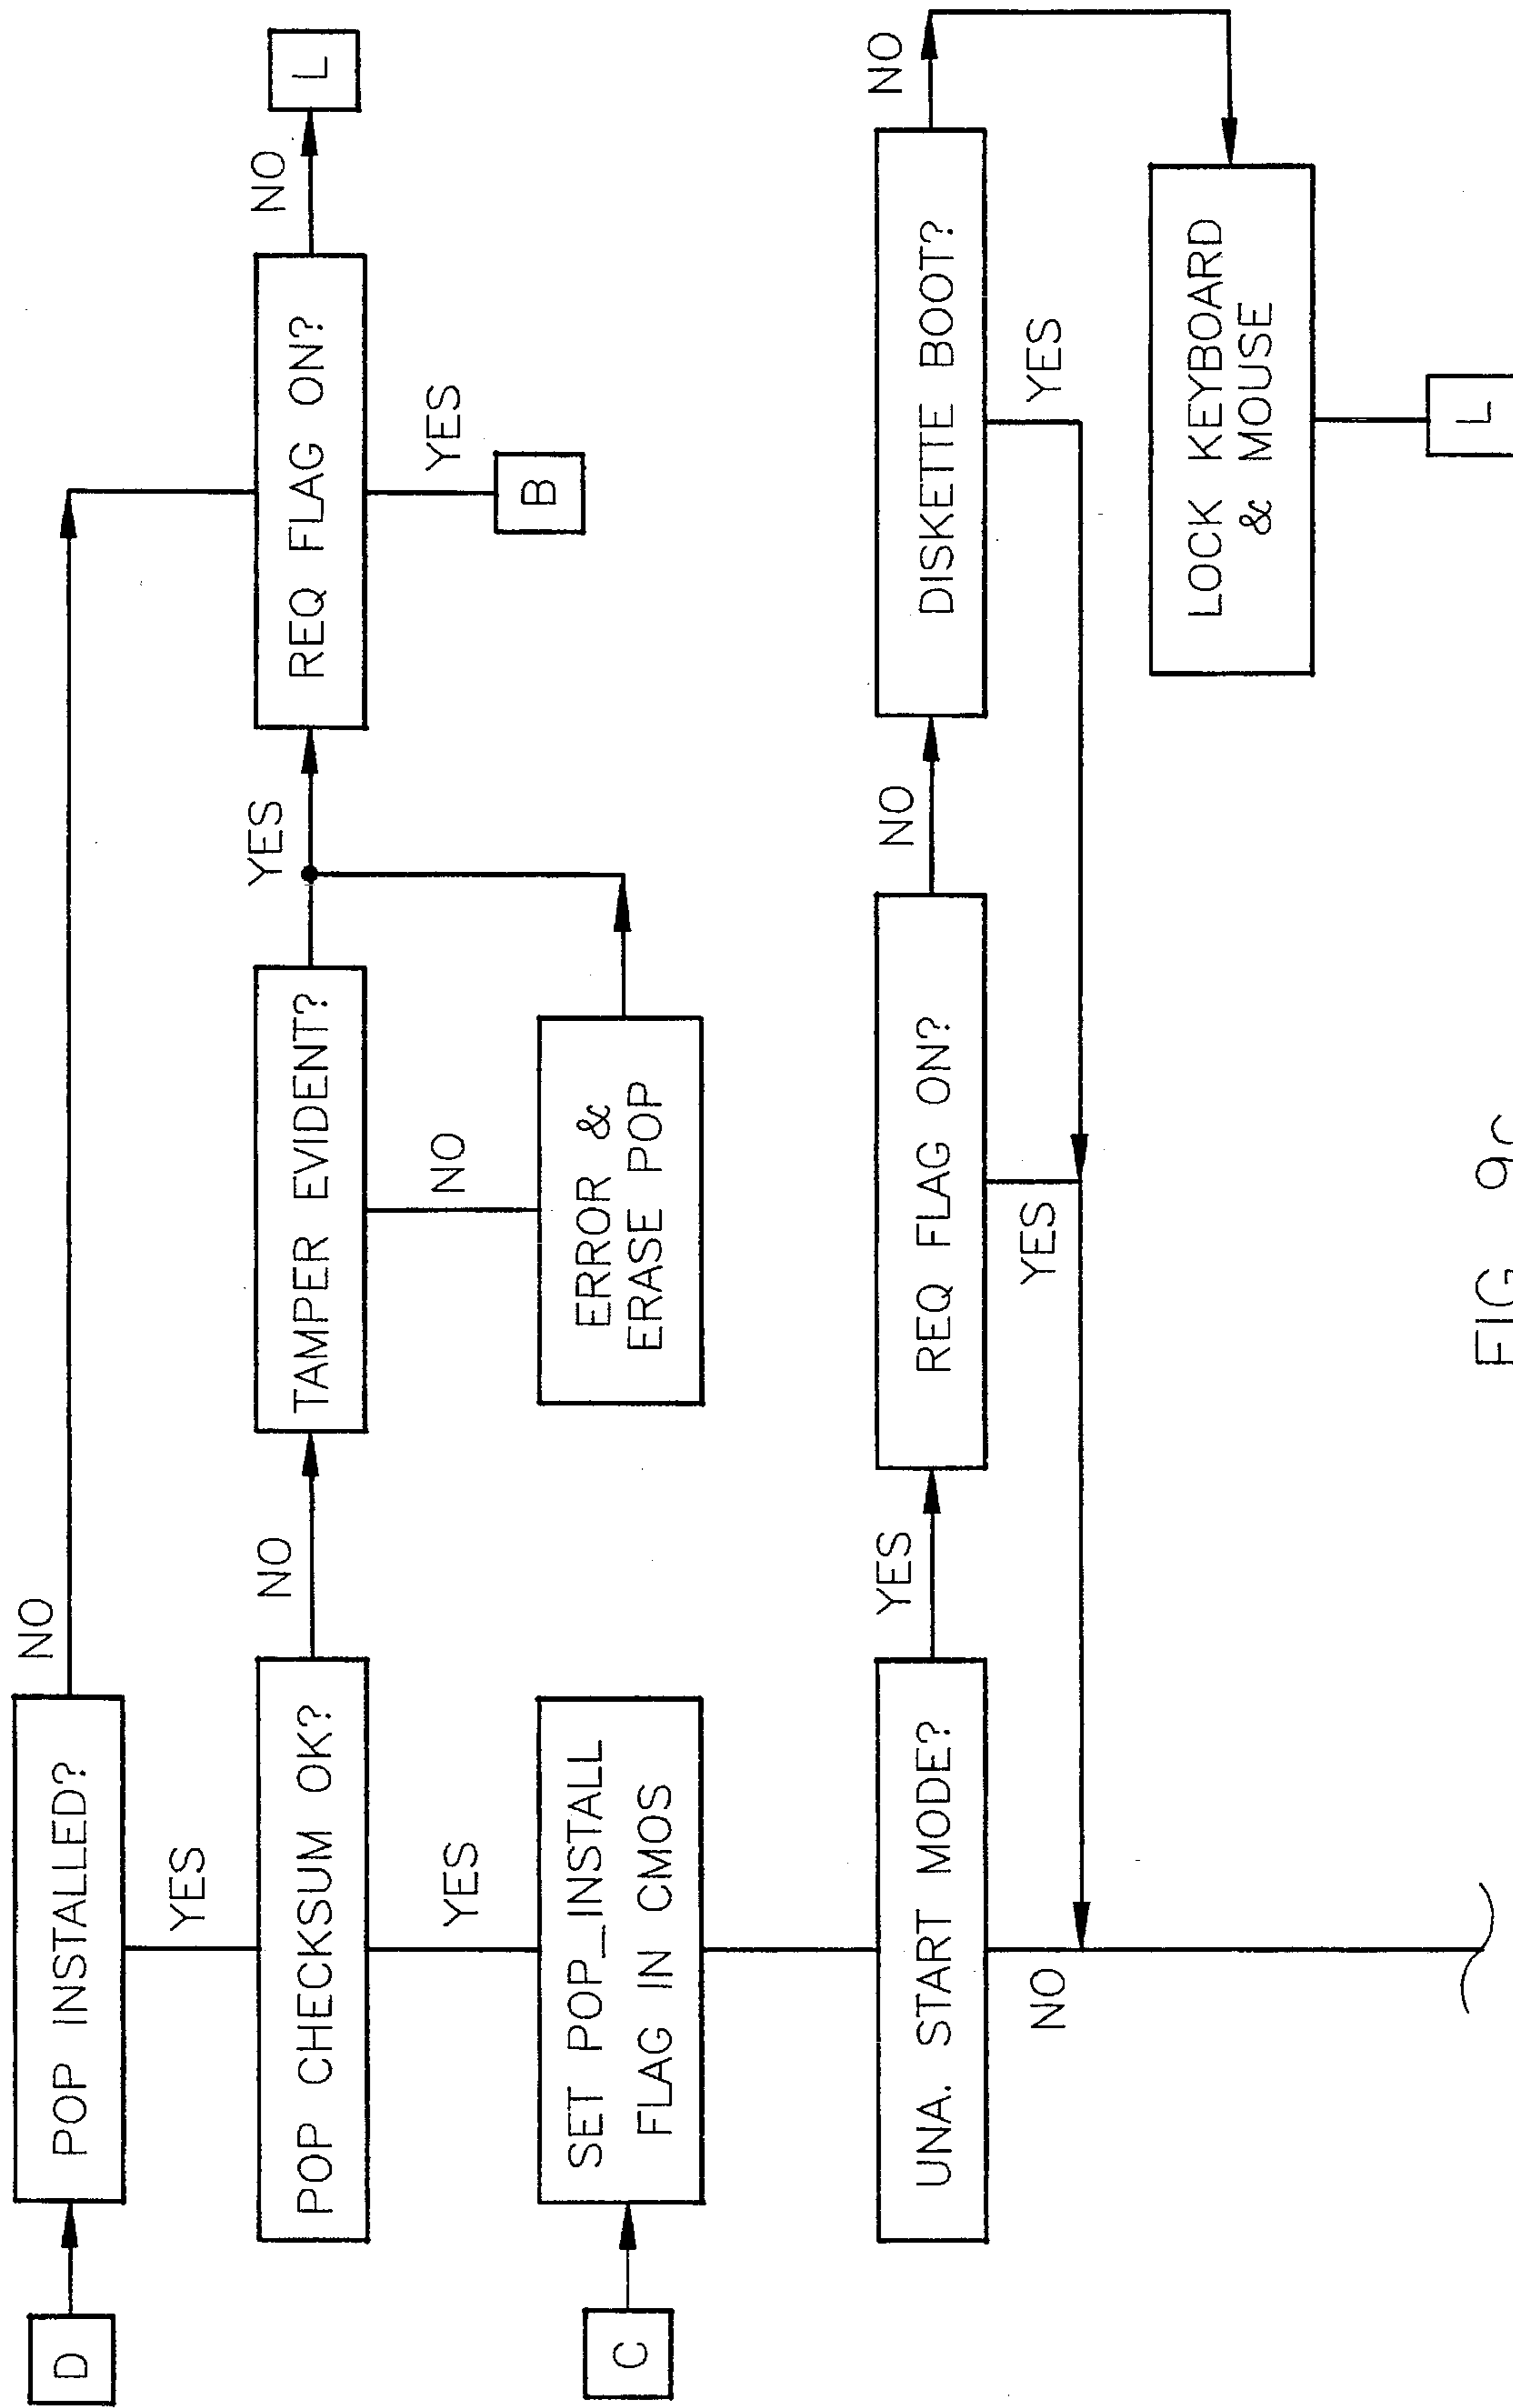 D
POP INSTALLED?
NO
YES
POP CHECKSUM OK?
NO
TAMPER EVIDENT?
YES
REQ FLAG ON?
NO
L
YES
NO
YES
B
C
SET POP_INSTALL
FLAG IN CMOS
ERROR &
ERASE POP
UNA. START MODE?
YES
REQ FLAG ON?
NO
DISKETTE BOOT?
NO
NO
YES
YES
LOCK KEYBOARD
& MOUSE
L
FIG. 9c